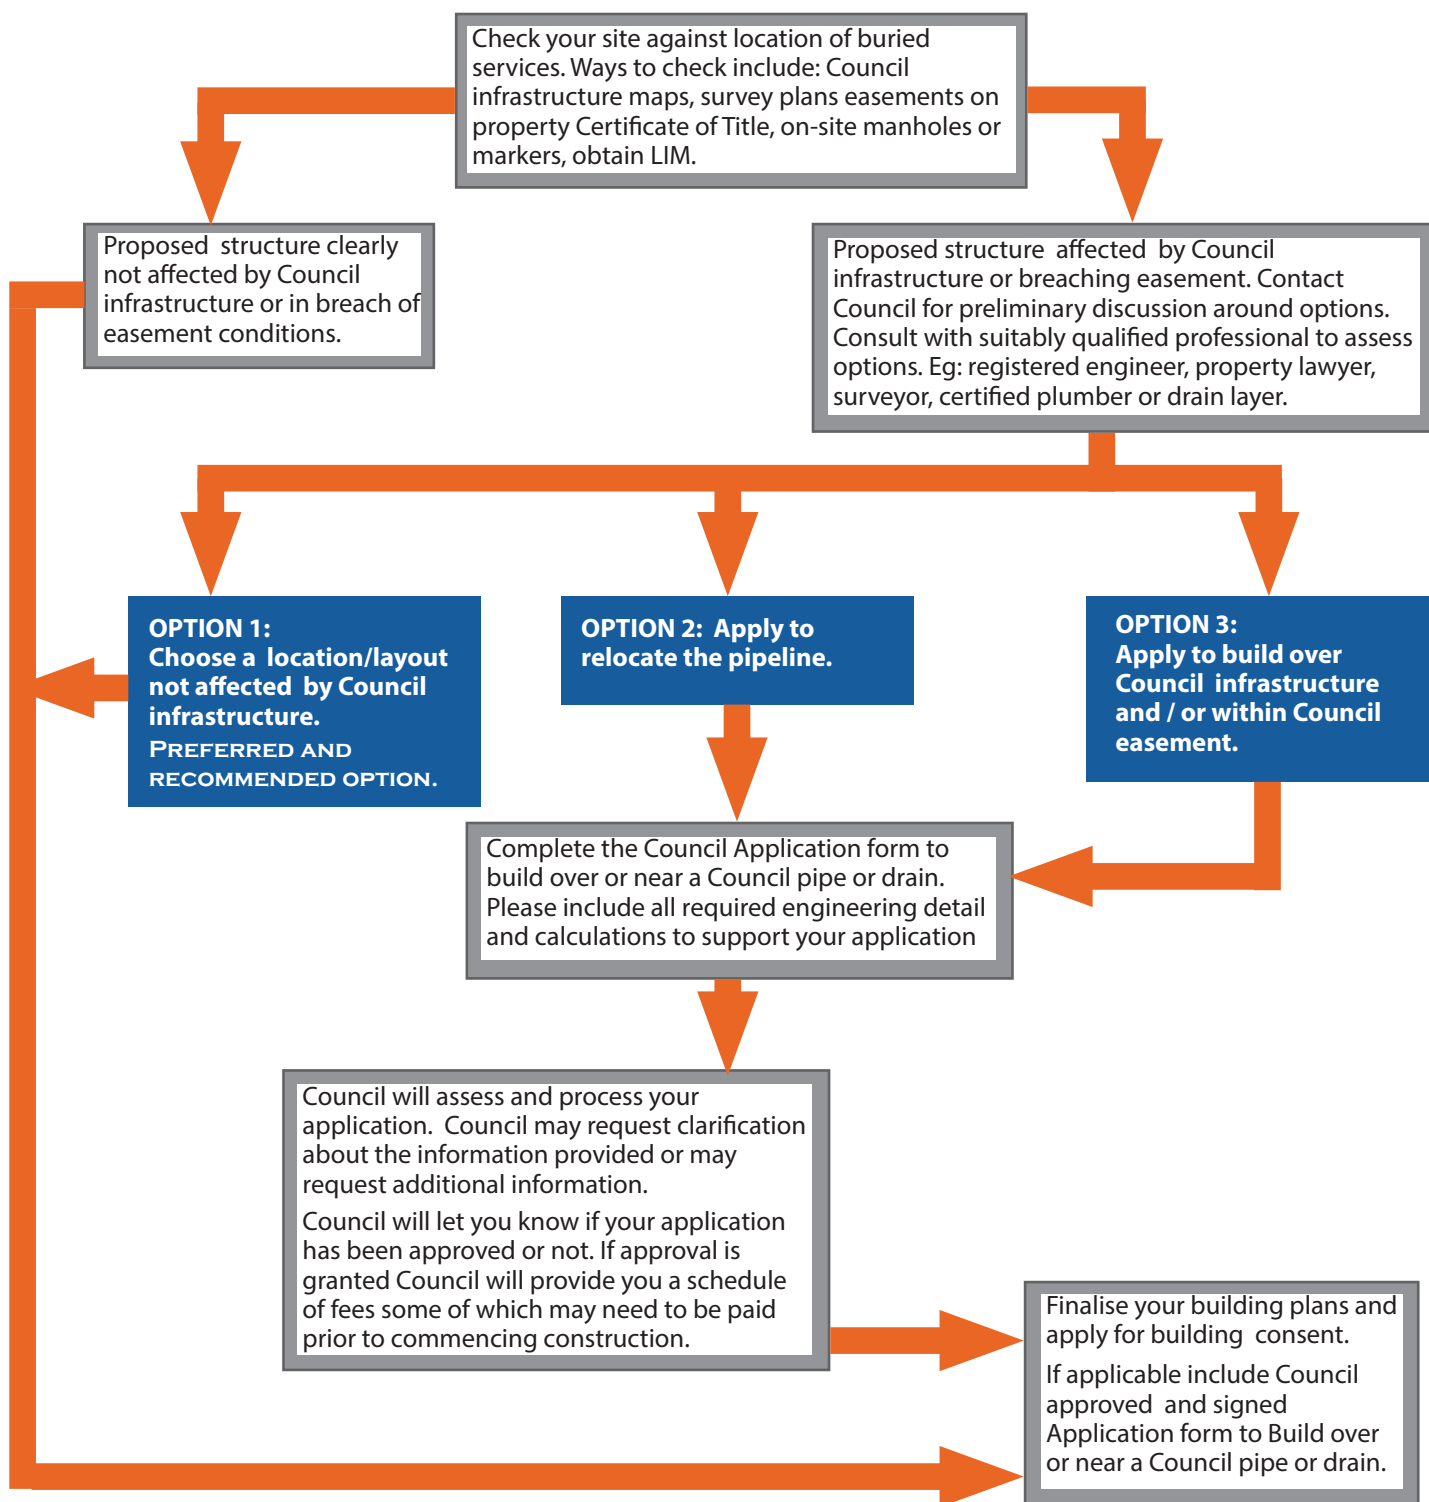 Check your site against location of buried
services. Ways to check include: Council
infrastructure maps, survey plans easements on
property Certificate of Title, on-site manholes or
markers, obtain LIM.
Proposed structure clearly
not affected by Council
infrastructure or in breach of
easement conditions.
Proposed structure affected by Council
infrastructure or breaching easement. Contact
Council for preliminary discussion around options.
Consult with suitably qualified professional to assess
options. Eg: registered engineer, property lawyer,
surveyor, certified plumber or drain layer.
OPTION 1:
Choose a location/layout
not affected by Council
infrastructure.
PREFERRED AND
RECOMMENDED OPTION.
OPTION 2: Apply to
relocate the pipeline.
OPTION 3:
Apply to build over
Council infrastructure
and / or within Council
easement.
Complete the Council Application form to
build over or near a Council pipe or drain.
Please include all required engineering detail
and calculations to support your application
Council will assess and process your
application. Council may request clarification
about the information provided or may
request additional information.
Council will let you know if your application
has been approved or not. If approval is
granted Council will provide you a schedule
of fees some of which may need to be paid
prior to commencing construction.
Finalise your building plans and
apply for building consent.
If applicable include Council
approved and signed
Application form to Build over
or near a Council pipe or drain.